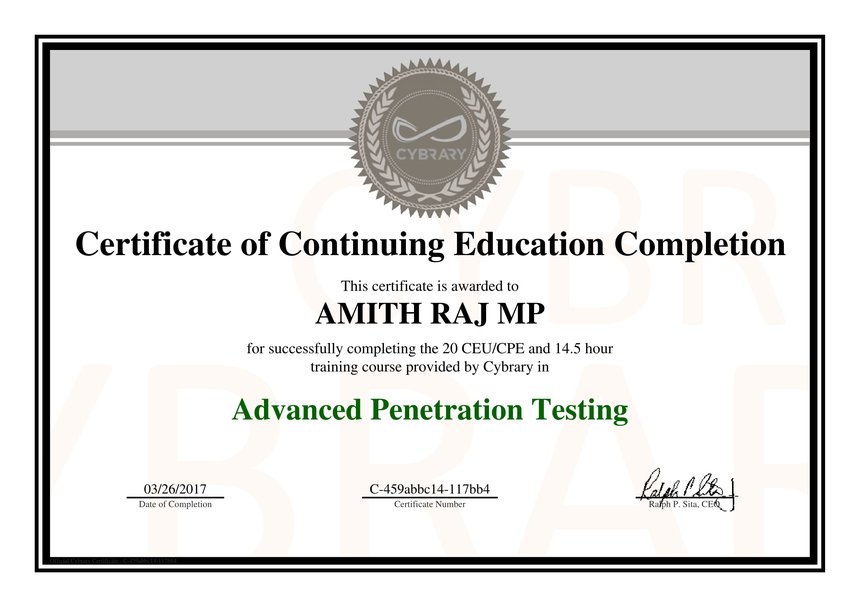 CYBRARY
Certificate of Continuing Education Completion
This certificate is awarded to
AMITH RAJ MP
for successfully completing the 20 CEU/CPE and 14.5 hour
training course provided by Cybrary in
Advanced Penetration Testing
03/26/2017 C-459abbc14-117bb4 Ralph P. Sita
Date of Completion Certificate Number Ralph P. Sita, CEO